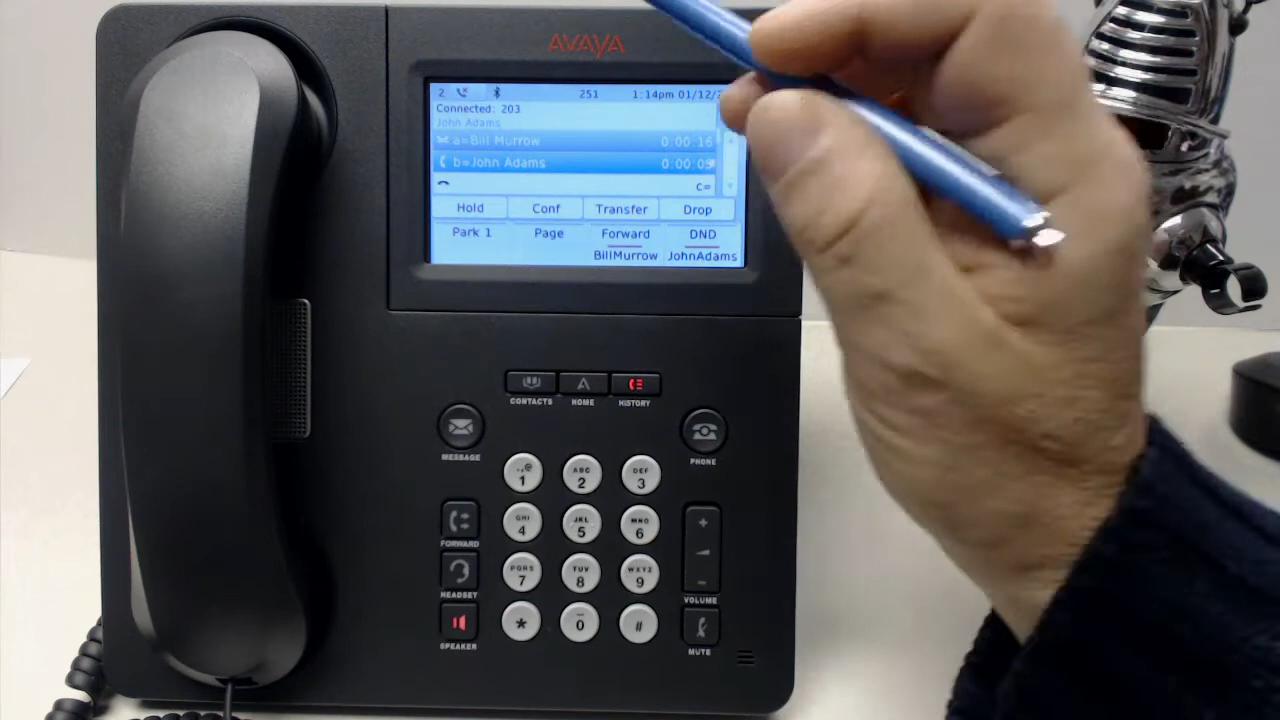 AVAYA
2 251 1:14pm 01/12/
Connected: 203
John Adams
a=Bill Murrow 0:00:16
b=John Adams 0:00:05
c=
Hold Conf Transfer Drop
Park 1 Page Forward DND
BillMurrow JohnAdams
CONTACTS HOME HISTORY
MESSAGE PHONE
.,@ ABC DEF
1 2 3
GHI JKL MNO
4 5 6
FORWARD
PQRS TUV WXYZ
7 8 9
HEADSET VOLUME
* 0 #
SPEAKER MUTE